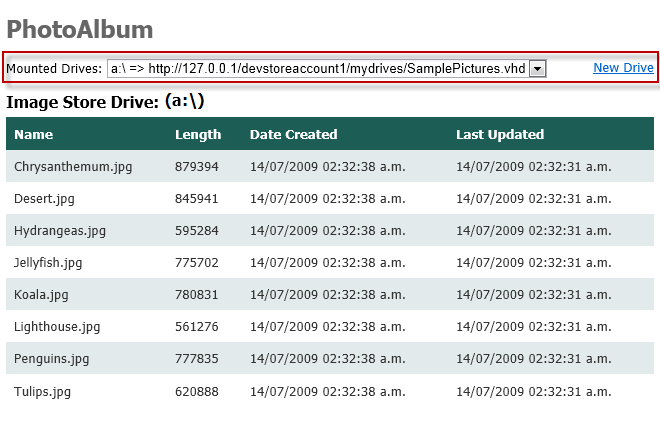 PhotoAlbum
Mounted Drives: a:\ => http://127.0.0.1/devstoreaccount1/mydrives/SamplePictures.vhd New Drive
Image Store Drive: (a:\)
Name Length Date Created Last Updated
Chrysanthemum.jpg 879394 14/07/2009 02:32:38 a.m. 14/07/2009 02:32:31 a.m.
Desert.jpg 845941 14/07/2009 02:32:38 a.m. 14/07/2009 02:32:31 a.m.
Hydrangeas.jpg 595284 14/07/2009 02:32:38 a.m. 14/07/2009 02:32:31 a.m.
Jellyfish.jpg 775702 14/07/2009 02:32:38 a.m. 14/07/2009 02:32:31 a.m.
Koala.jpg 780831 14/07/2009 02:32:38 a.m. 14/07/2009 02:32:31 a.m.
Lighthouse.jpg 561276 14/07/2009 02:32:38 a.m. 14/07/2009 02:32:31 a.m.
Penguins.jpg 777835 14/07/2009 02:32:38 a.m. 14/07/2009 02:32:31 a.m.
Tulips.jpg 620888 14/07/2009 02:32:38 a.m. 14/07/2009 02:32:31 a.m.